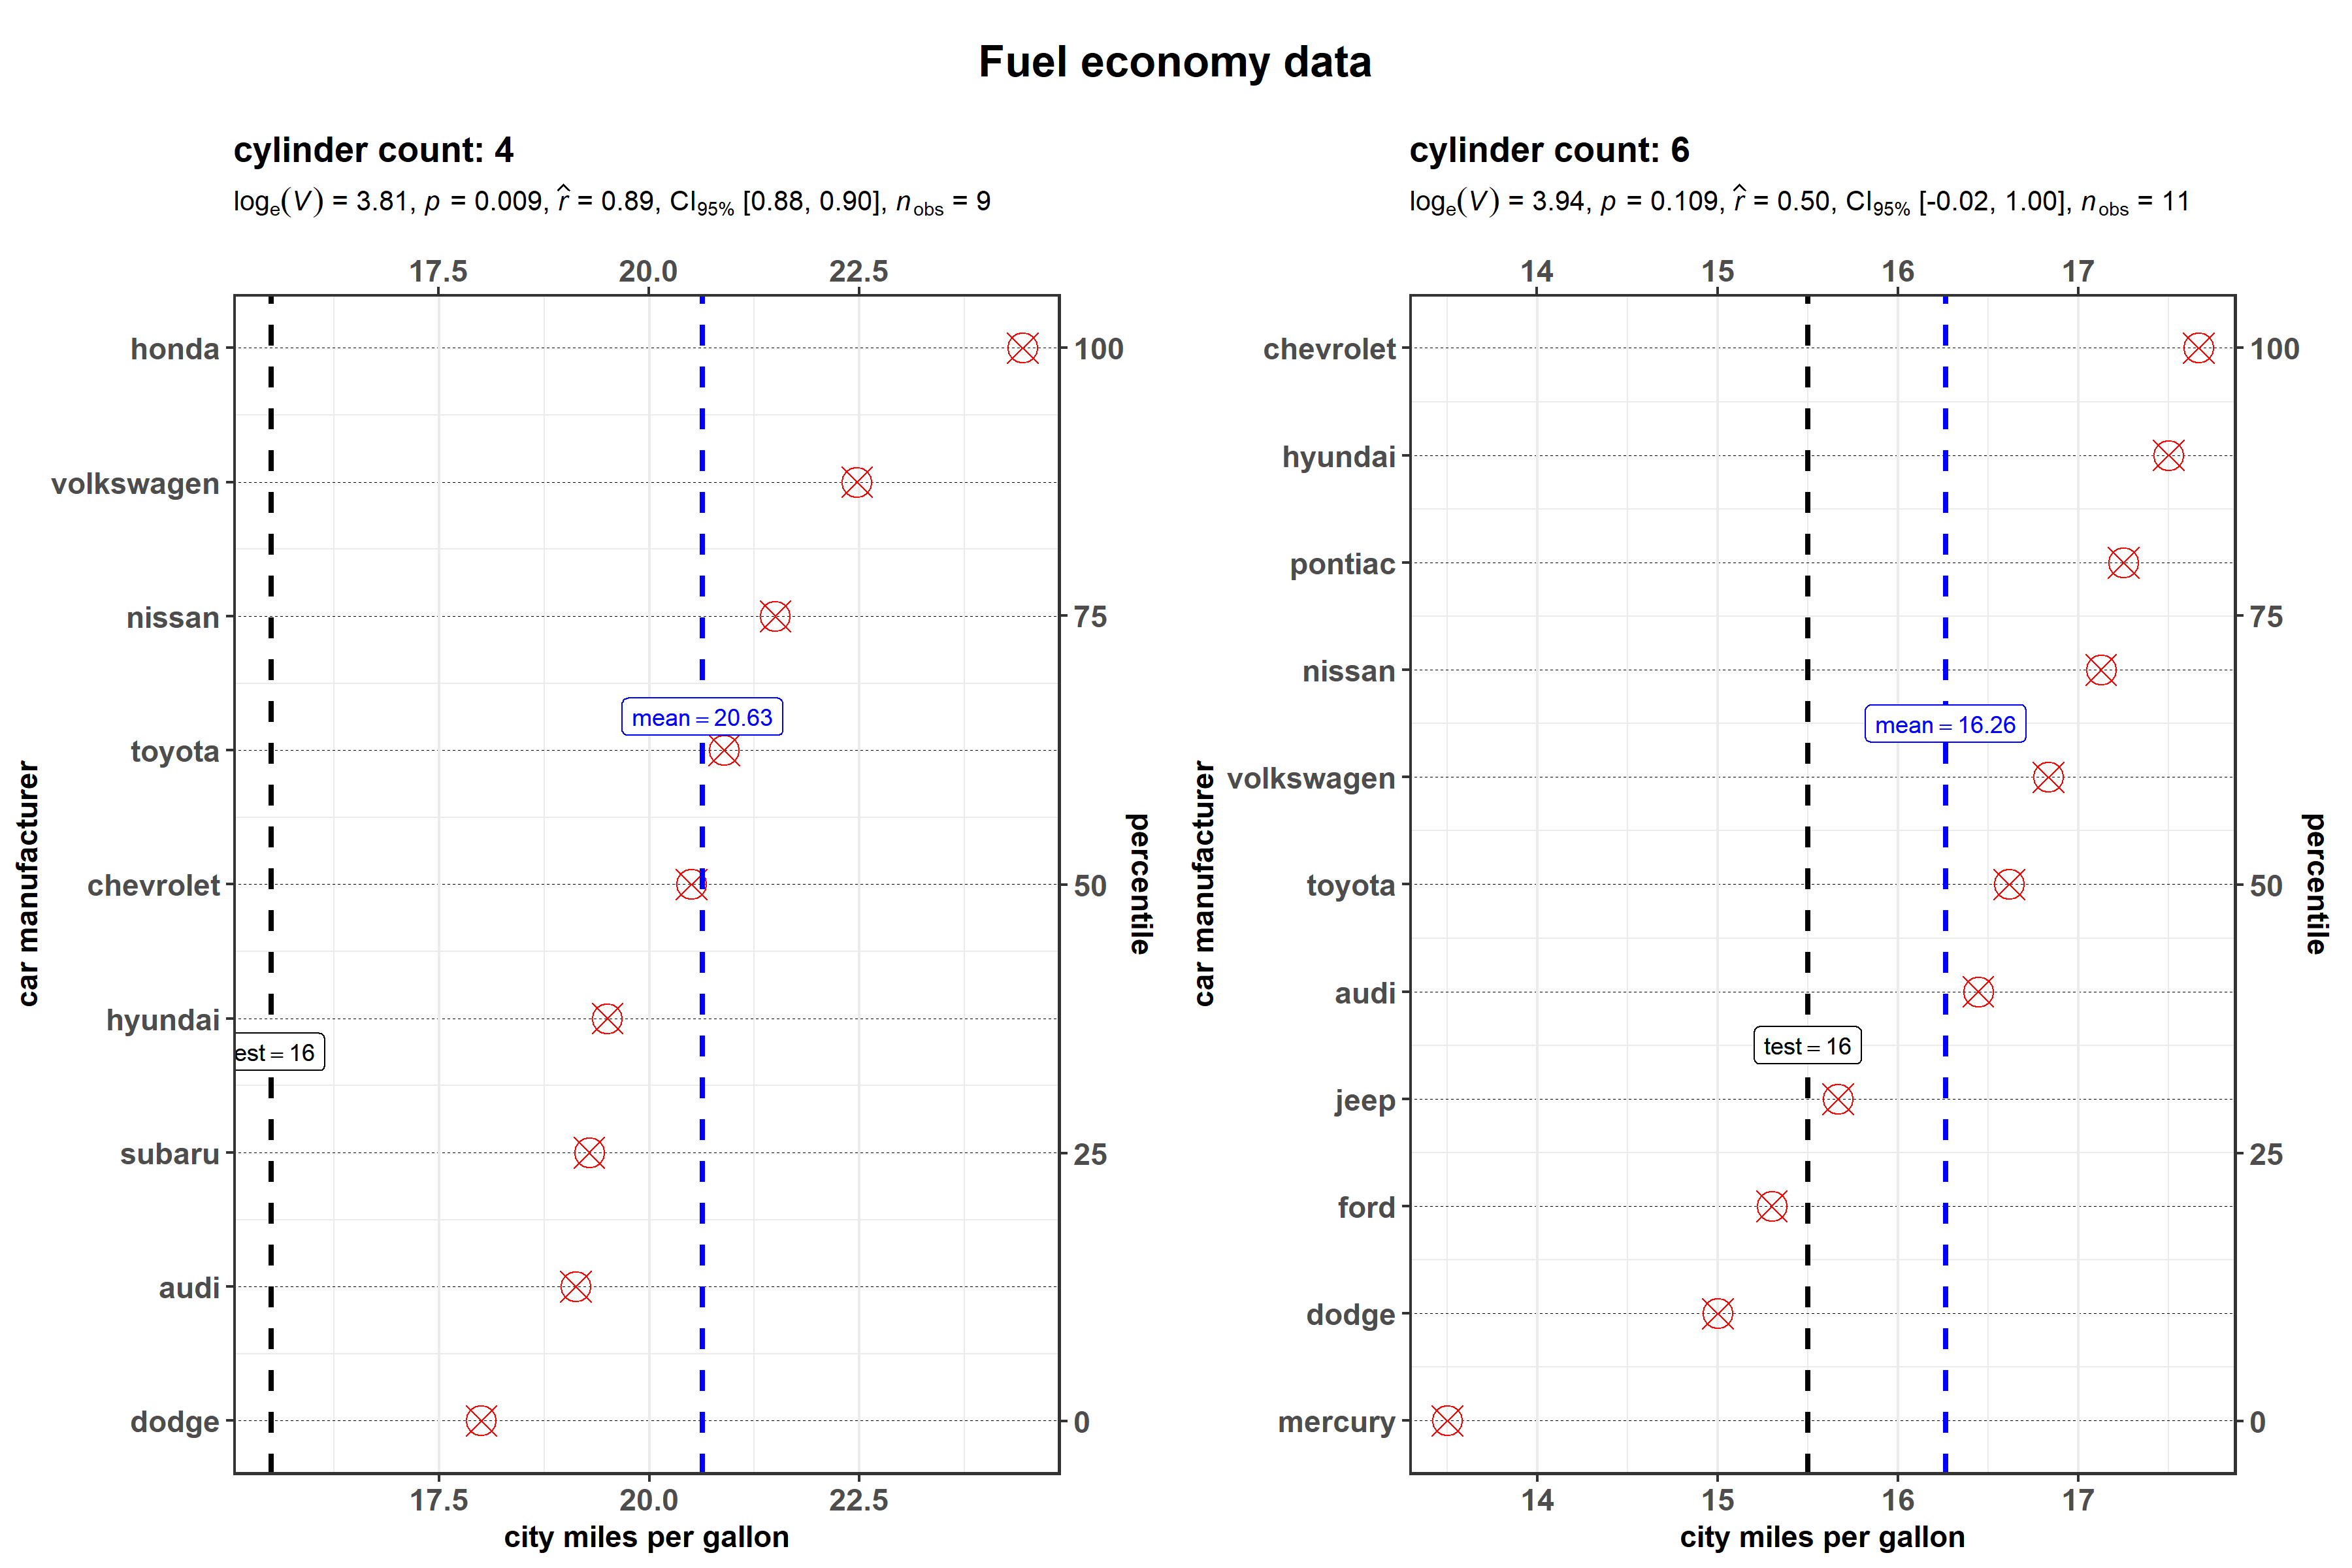 Fuel economy data
cylinder count: 4
logₑ(V) = 3.81, p = 0.009, r̂ = 0.89, CI₉₅% [0.88, 0.90], n obs = 9
17.5 20.0 22.5
honda
volkswagen
nissan
toyota
chevrolet
hyundai
subaru
audi
dodge
100
75
50
25
0
mean = 20.63
est = 16
car manufacturer
percentile
17.5 20.0 22.5
city miles per gallon
cylinder count: 6
logₑ(V) = 3.94, p = 0.109, r̂ = 0.50, CI₉₅% [-0.02, 1.00], n obs = 11
14 15 16 17
chevrolet
hyundai
pontiac
nissan
volkswagen
toyota
audi
jeep
ford
dodge
mercury
100
75
50
25
0
mean = 16.26
test = 16
car manufacturer
percentile
14 15 16 17
city miles per gallon